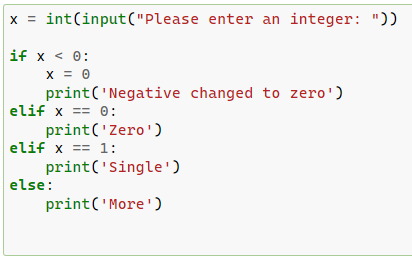 x = int(input("Please enter an integer: "))
if x < 0:
    x = 0
    print('Negative changed to zero')
elif x == 0:
    print('Zero')
elif x == 1:
    print('Single')
else:
    print('More')